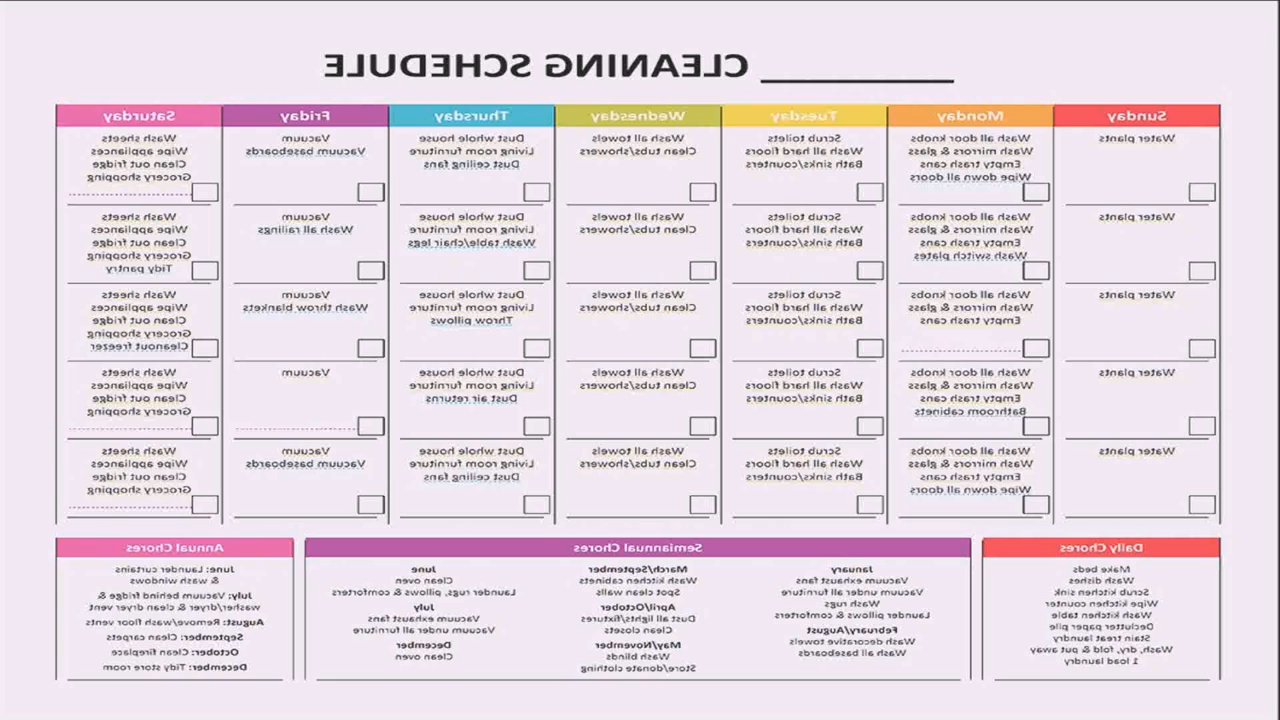 CLEANING SCHEDULE
Sunday
Monday
Tuesday
Wednesday
Thursday
Friday
Saturday
Water plants
Wash all door knobs
Wash mirrors & glass
Empty trash cans
Wipe down all doors
Scrub toilets
Wash all hard floors
Bath sinks/counters
Wash all towels
Clean tubs/showers
Dust whole house
Living room furniture
Dust ceiling fans
Vacuum
Vacuum baseboards
Wash sheets
Wipe appliances
Clean out fridge
Grocery shopping
Water plants
Wash all door knobs
Wash mirrors & glass
Empty trash cans
Wash switch plates
Scrub toilets
Wash all hard floors
Bath sinks/counters
Wash all towels
Clean tubs/showers
Dust whole house
Living room furniture
Wash table/chair legs
Vacuum
Wash all railings
Wash sheets
Wipe appliances
Clean out fridge
Grocery shopping
Tidy pantry
Water plants
Wash all door knobs
Wash mirrors & glass
Empty trash cans
Scrub toilets
Wash all hard floors
Bath sinks/counters
Wash all towels
Clean tubs/showers
Dust whole house
Living room furniture
Throw pillows
Vacuum
Wash throw blankets
Wash sheets
Wipe appliances
Clean out fridge
Grocery shopping
Cleanout freezer
Water plants
Wash all door knobs
Wash mirrors & glass
Empty trash cans
Bathroom cabinets
Scrub toilets
Wash all hard floors
Bath sinks/counters
Wash all towels
Clean tubs/showers
Dust whole house
Living room furniture
Dust air returns
Vacuum
Wash sheets
Wipe appliances
Clean out fridge
Grocery shopping
Water plants
Wash all door knobs
Wash mirrors & glass
Empty trash cans
Wipe down all doors
Scrub toilets
Wash all hard floors
Bath sinks/counters
Wash all towels
Clean tubs/showers
Dust whole house
Living room furniture
Dust ceiling fans
Vacuum
Vacuum baseboards
Wash sheets
Wipe appliances
Clean out fridge
Grocery shopping
Daily Chores
Make beds
Wash dishes
Scrub kitchen sink
Wipe kitchen counter
Wash kitchen table
Declutter paper pile
Stain treat laundry
Wash, dry, fold & put away
1 load laundry
Semiannual Chores
January
Vacuum exhaust fans
Vacuum under all furniture
Wash rugs
Launder pillows & comforters
February/August
Wash decorative towels
Wash all baseboards
March/September
Wash kitchen cabinets
Spot clean walls
April/October
Dust all lights/fixtures
Clean closets
May/November
Wash blinds
Store/donate clothing
June
Clean oven
Launder rugs, pillows & comforters
July
Vacuum exhaust fans
Vacuum under all furniture
December
Clean oven
Annual Chores
June: Launder curtains
& wash windows
July: Vacuum behind fridge &
washer/dryer & clean dryer vent
August: Remove/wash floor vents
September: Clean carpets
October: Clean fireplace
December: Tidy store room